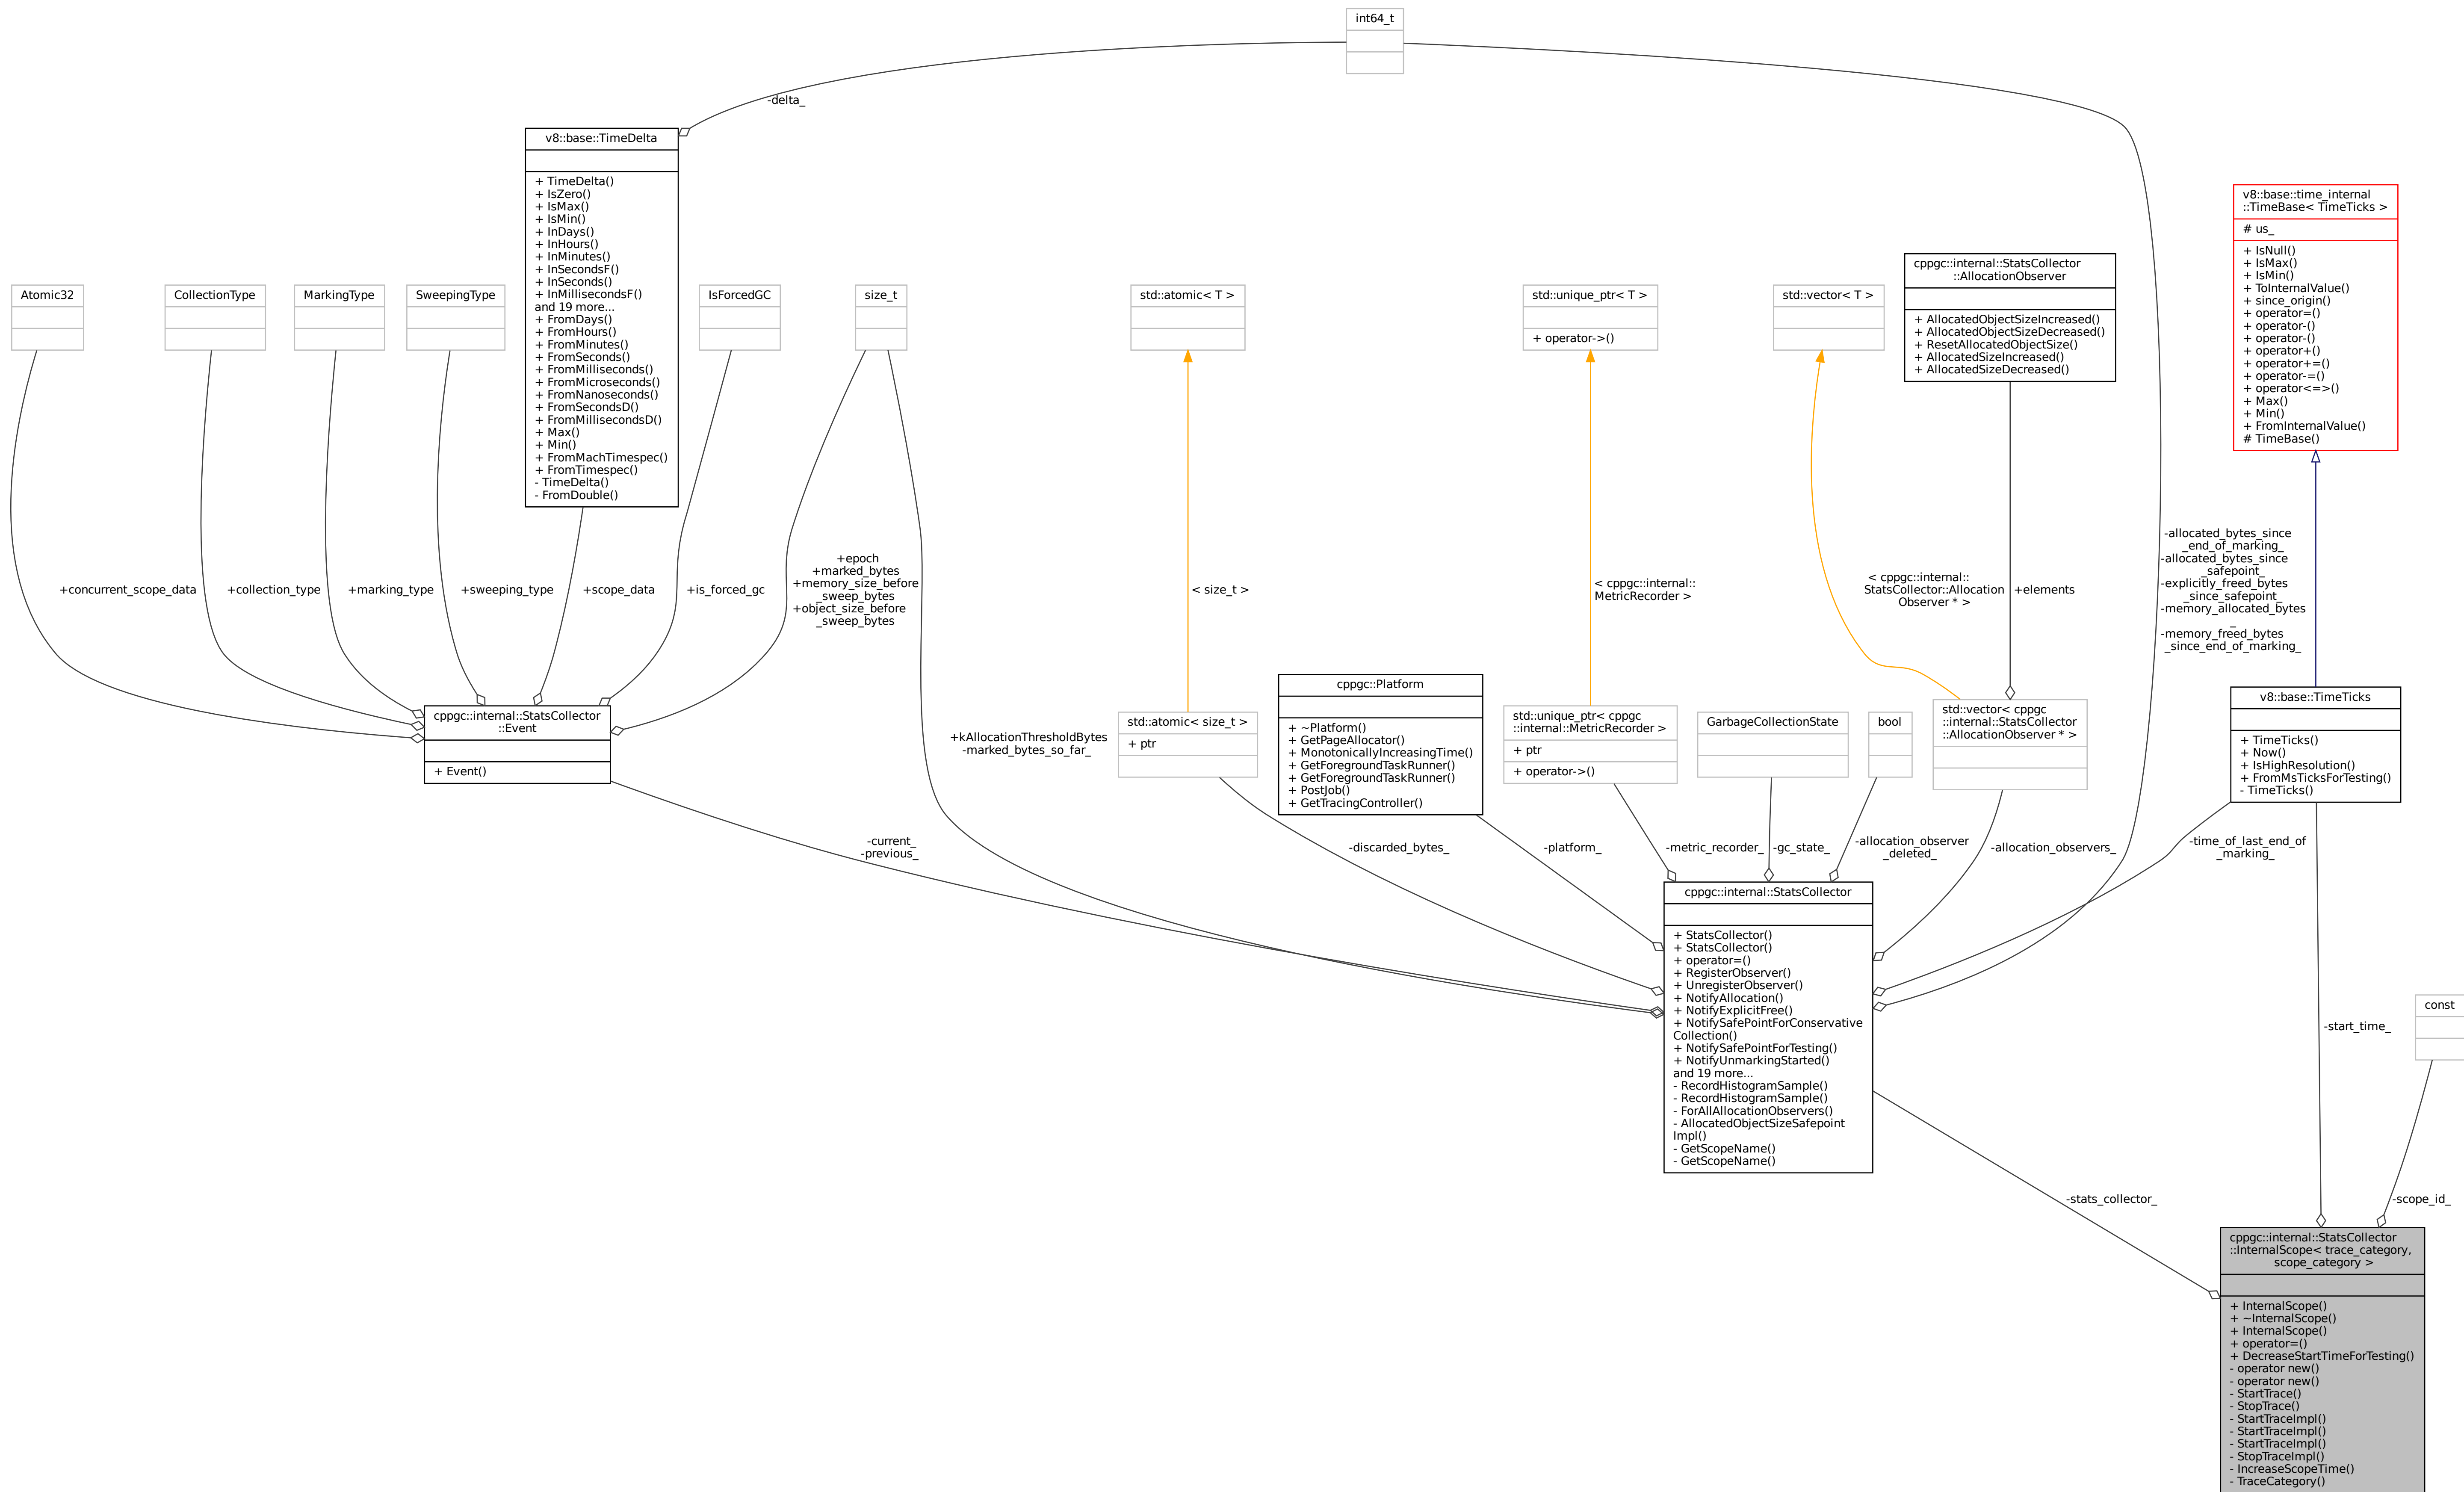 int64_t
-delta_
v8::base::TimeDelta
+ TimeDelta()
+ IsZero()
+ IsMax()
+ IsMin()
+ InDays()
+ InHours()
+ InMinutes()
+ InSecondsF()
+ InSeconds()
+ InMillisecondsF()
and 19 more...
+ FromDays()
+ FromHours()
+ FromMinutes()
+ FromSeconds()
+ FromMilliseconds()
+ FromMicroseconds()
+ FromNanoseconds()
+ FromSecondsD()
+ FromMillisecondsD()
+ Max()
+ Min()
+ FromMachTimespec()
+ FromTimespec()
- TimeDelta()
- FromDouble()
v8::base::time_internal
::TimeBase< TimeTicks >
# us_
+ IsNull()
+ IsMax()
+ IsMin()
+ ToInternalValue()
+ since_origin()
+ operator=()
+ operator-()
+ operator-()
+ operator+()
+ operator+=()
+ operator-=()
+ operator<=>()
+ Max()
+ Min()
+ FromInternalValue()
# TimeBase()
cppgc::internal::StatsCollector
::AllocationObserver
+ AllocatedObjectSizeIncreased()
+ AllocatedObjectSizeDecreased()
+ ResetAllocatedObjectSize()
+ AllocatedSizeIncreased()
+ AllocatedSizeDecreased()
Atomic32
CollectionType
MarkingType
SweepingType
IsForcedGC
size_t
std::atomic< T >
std::unique_ptr< T >
+ operator->()
std::vector< T >
+concurrent_scope_data
+collection_type
+marking_type
+sweeping_type
+scope_data
+is_forced_gc
+epoch
+marked_bytes
+memory_size_before
_sweep_bytes
+object_size_before
_sweep_bytes
< size_t >
< cppgc::internal::
MetricRecorder >
< cppgc::internal::
StatsCollector::Allocation
Observer * >
+elements
-allocated_bytes_since
_end_of_marking_
-allocated_bytes_since
_safepoint_
-explicitly_freed_bytes
_since_safepoint_
-memory_allocated_bytes
_
-memory_freed_bytes
_since_end_of_marking_
cppgc::internal::StatsCollector
::Event
+ Event()
+kAllocationThresholdBytes
-marked_bytes_so_far_
std::atomic< size_t >
+ ptr
cppgc::Platform
+ ~Platform()
+ GetPageAllocator()
+ MonotonicallyIncreasingTime()
+ GetForegroundTaskRunner()
+ GetForegroundTaskRunner()
+ PostJob()
+ GetTracingController()
std::unique_ptr< cppgc
::internal::MetricRecorder >
+ ptr
+ operator->()
GarbageCollectionState
bool
std::vector< cppgc
::internal::StatsCollector
::AllocationObserver * >
v8::base::TimeTicks
+ TimeTicks()
+ Now()
+ IsHighResolution()
+ FromMsTicksForTesting()
- TimeTicks()
-current_
-previous_
-discarded_bytes_
-platform_
-metric_recorder_
-gc_state_
-allocation_observer
_deleted_
-allocation_observers_
-time_of_last_end_of
_marking_
cppgc::internal::StatsCollector
+ StatsCollector()
+ StatsCollector()
+ operator=()
+ RegisterObserver()
+ UnregisterObserver()
+ NotifyAllocation()
+ NotifyExplicitFree()
+ NotifySafePointForConservative
Collection()
+ NotifySafePointForTesting()
+ NotifyUnmarkingStarted()
and 19 more...
- RecordHistogramSample()
- RecordHistogramSample()
- ForAllAllocationObservers()
- AllocatedObjectSizeSafepoint
Impl()
- GetScopeName()
- GetScopeName()
const
-start_time_
-stats_collector_
-scope_id_
cppgc::internal::StatsCollector
::InternalScope< trace_category,
scope_category >
+ InternalScope()
+ ~InternalScope()
+ InternalScope()
+ operator=()
+ DecreaseStartTimeForTesting()
- operator new()
- operator new()
- StartTrace()
- StopTrace()
- StartTraceImpl()
- StartTraceImpl()
- StartTraceImpl()
- StopTraceImpl()
- IncreaseScopeTime()
- TraceCategory()